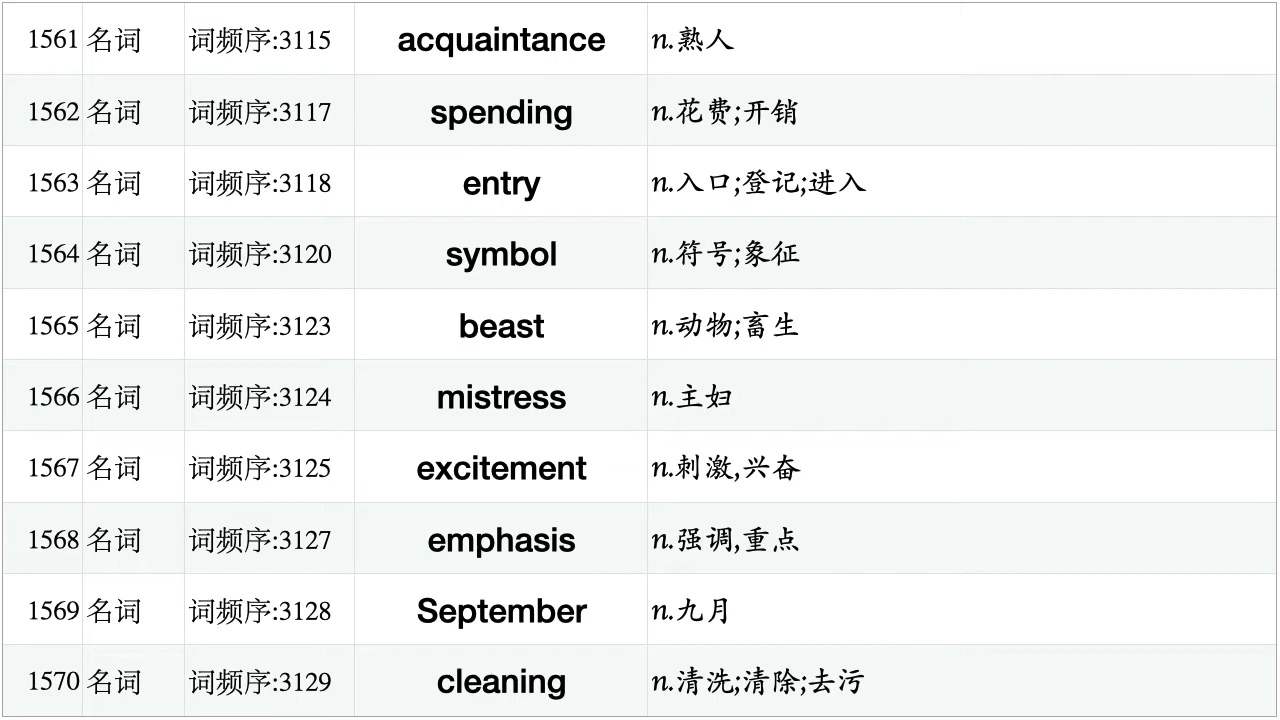 1561 名词 词频序:3115 acquaintance n.熟人
1562 名词 词频序:3117 spending n.花费;开销
1563 名词 词频序:3118 entry n.入口;登记;进入
1564 名词 词频序:3120 symbol n.符号;象征
1565 名词 词频序:3123 beast n.动物;畜生
1566 名词 词频序:3124 mistress n.主妇
1567 名词 词频序:3125 excitement n.刺激,兴奋
1568 名词 词频序:3127 emphasis n.强调,重点
1569 名词 词频序:3128 September n.九月
1570 名词 词频序:3129 cleaning n.清洗;清除;去污